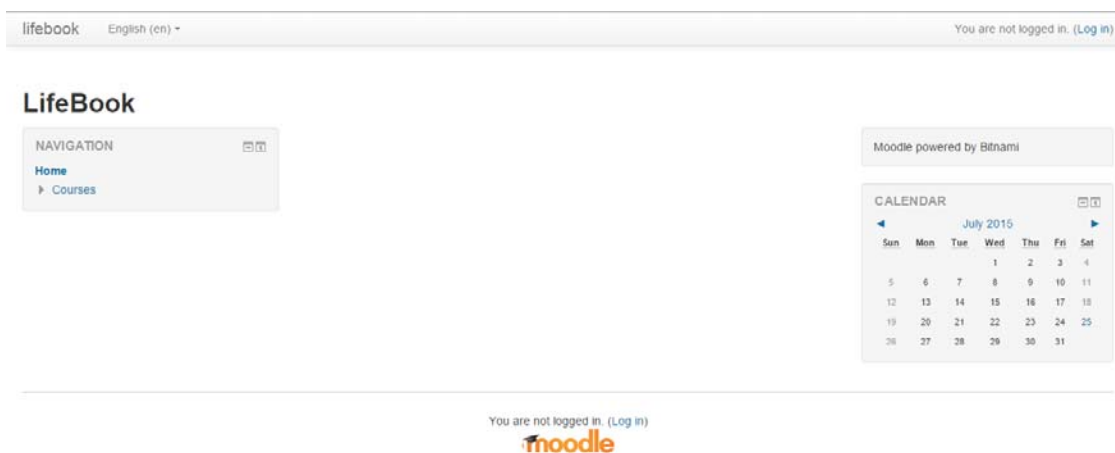 lifebook English (en) You are not logged in. (Log in)
LifeBook
NAVIGATION
Home
Courses
Moodle powered by Bitnami
CALENDAR
◄ July 2015 ►
Sun Mon Tue Wed Thu Fri Sat
1 2 3 4
5 6 7 8 9 10 11
12 13 14 15 16 17 18
19 20 21 22 23 24 25
26 27 28 29 30 31
You are not logged in. (Log in)
moodle